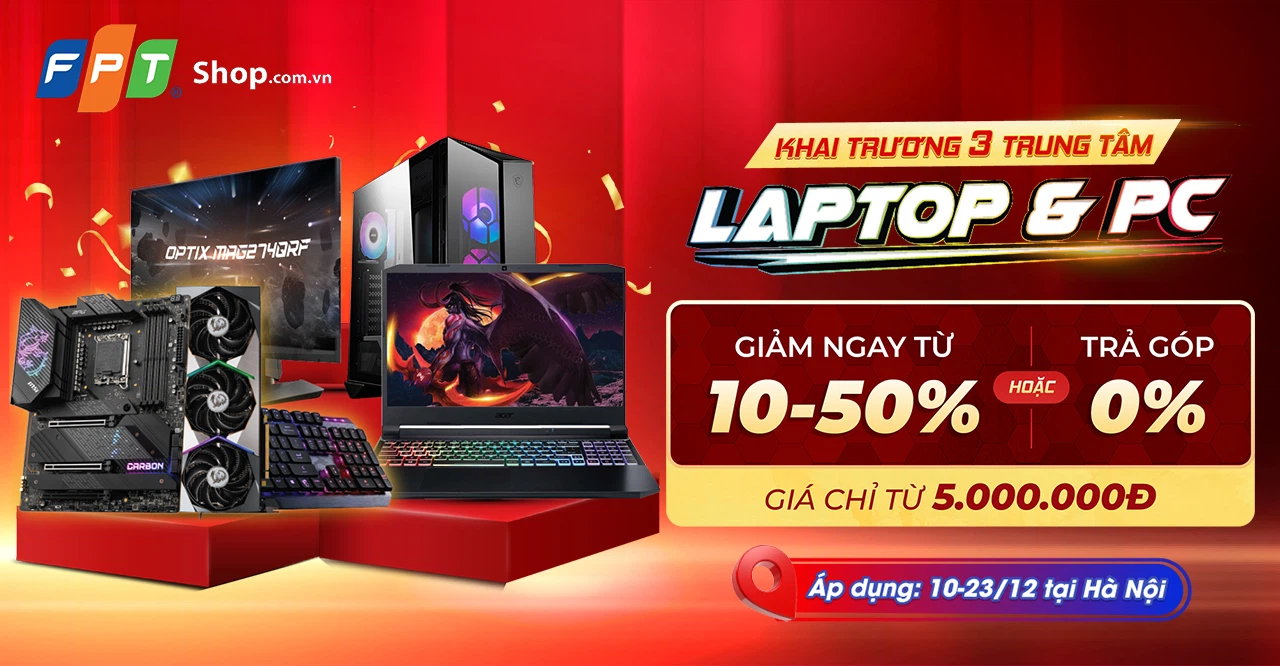 FPT Shop.com.vn
KHAI TRƯƠNG 3 TRUNG TÂM
LAPTOP & PC
OPTIX MAG274QRF
GIẢM NGAY TỪ
10-50%
HOẶC
TRẢ GÓP
0%
GIÁ CHỈ TỪ 5.000.000Đ
Áp dụng: 10-23/12 tại Hà Nội
acer
CARBON